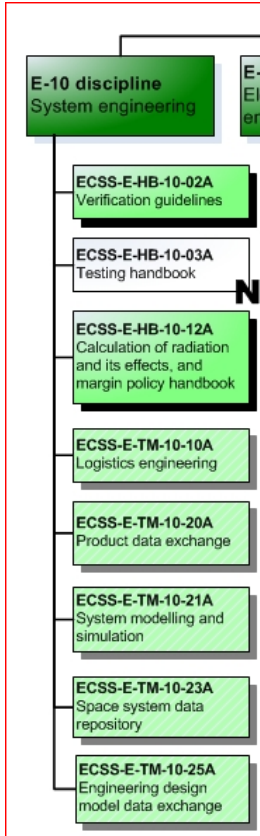 E-10 discipline
System engineering
E-
El
en
ECSS-E-HB-10-02A
Verification guidelines
ECSS-E-HB-10-03A
Testing handbook
N
ECSS-E-HB-10-12A
Calculation of radiation
and its effects, and
margin policy handbook
ECSS-E-TM-10-10A
Logistics engineering
ECSS-E-TM-10-20A
Product data exchange
ECSS-E-TM-10-21A
System modelling and
simulation
ECSS-E-TM-10-23A
Space system data
repository
ECSS-E-TM-10-25A
Engineering design
model data exchange